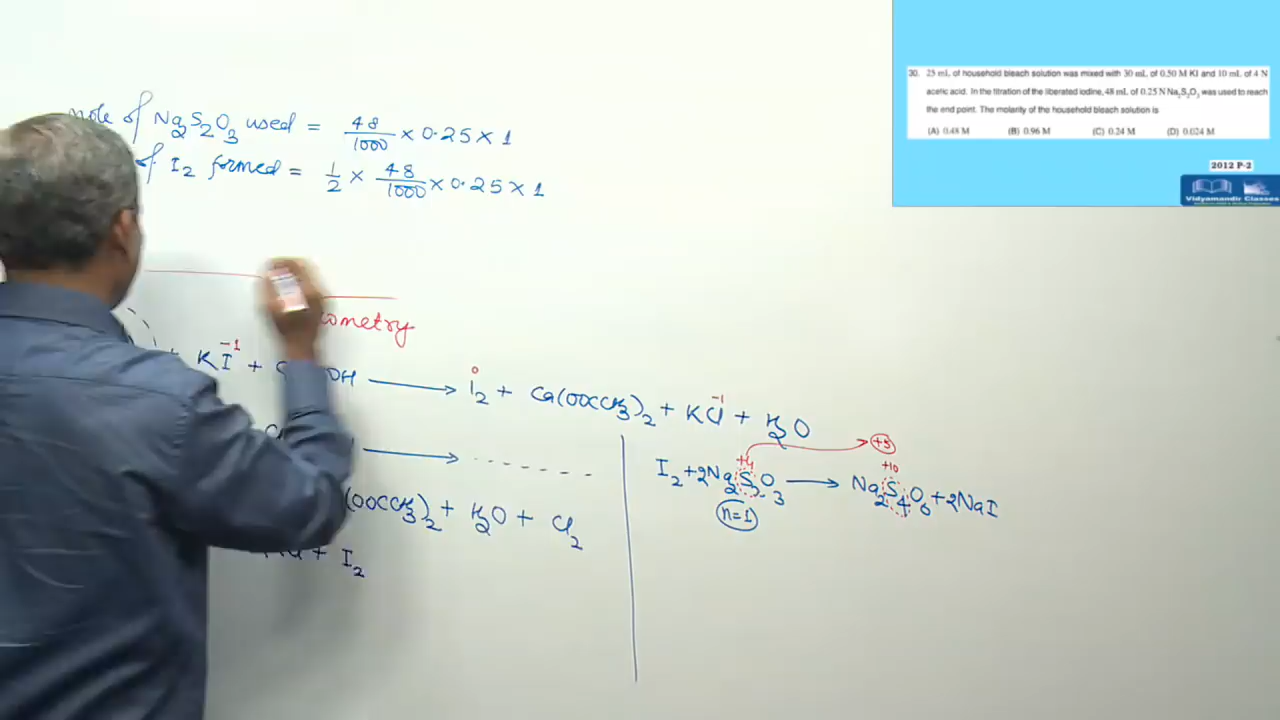 30. 25 mL of household bleach solution was mixed with 30 mL of 0.50 M KI and 10 mL of 4 N
acetic acid. In the titration of the liberated iodine, 48 mL of 0.25 N Na2S2O3 was used to reach
the end point. The molarity of the household bleach solution is
(A) 0.48 M (B) 0.96 M (C) 0.24 M (D) 0.024 M
2012 P-2
Vidyamandir Classes
mole of Na2S2O3 used = 48/1000 × 0.25 × 1
of I2 formed = 1/2 × 48/1000 × 0.25 × 1
ometry
-1 0 -1
+ KI + OH ⟶ I2 + Ca(OOCCH3)2 + KCl + H2O
⟶ ------
+4 +5
+10
I2 + 2Na2S2O3 ⟶ Na2S4O6 + 2NaI
n=1
(OOCCH3)2 + H2O + Cl2
+ I2